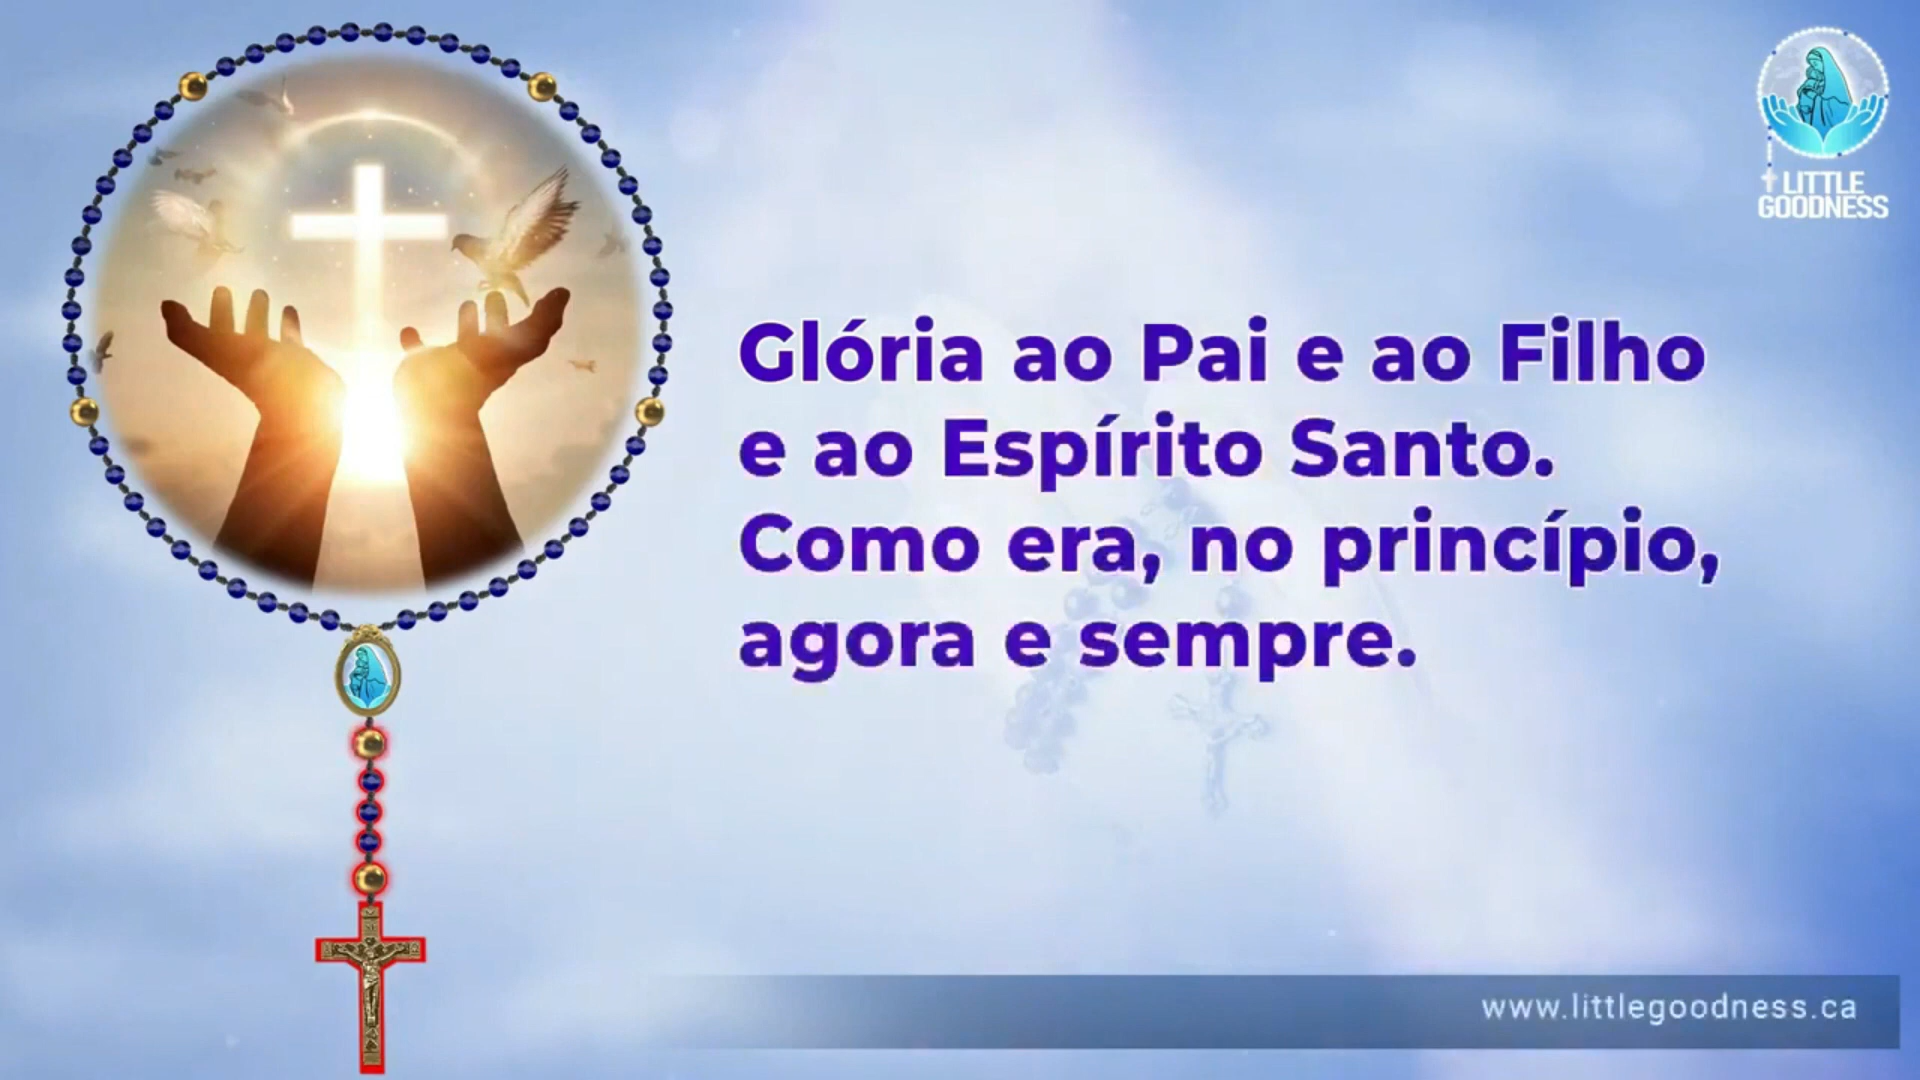 LITTLE
GOODNESS
Glória ao Pai e ao Filho
e ao Espírito Santo.
Como era, no princípio,
agora e sempre.
www.littlegoodness.ca